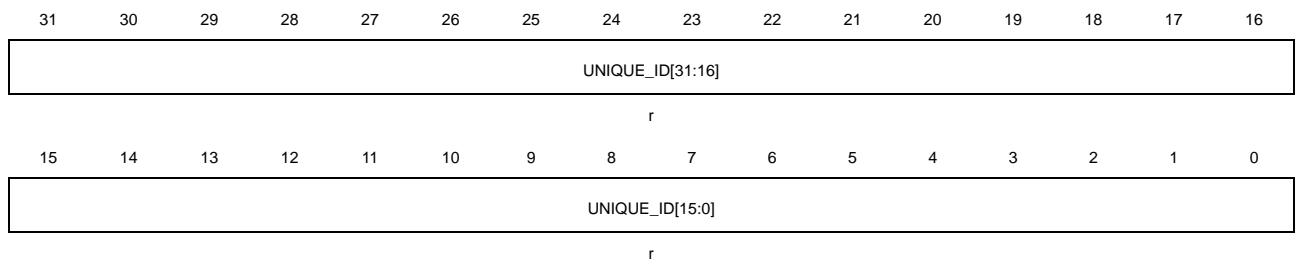 31 30 29 28 27 26 25 24 23 22 21 20 19 18 17 16
UNIQUE_ID[31:16]
r
15 14 13 12 11 10 9 8 7 6 5 4 3 2 1 0
UNIQUE_ID[15:0]
r